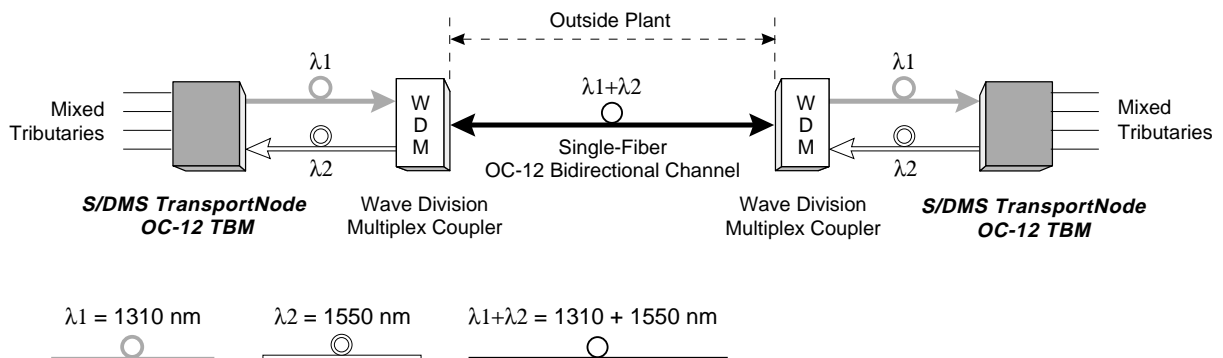 Outside Plant
λ1
λ1+λ2
λ1
Mixed
Tributaries
W
D
M
W
D
M
Mixed
Tributaries
λ2
Single-Fiber
OC-12 Bidirectional Channel
λ2
S/DMS TransportNode
OC-12 TBM
Wave Division
Multiplex Coupler
Wave Division
Multiplex Coupler
S/DMS TransportNode
OC-12 TBM
λ1 = 1310 nm
λ2 = 1550 nm
λ1+λ2 = 1310 + 1550 nm